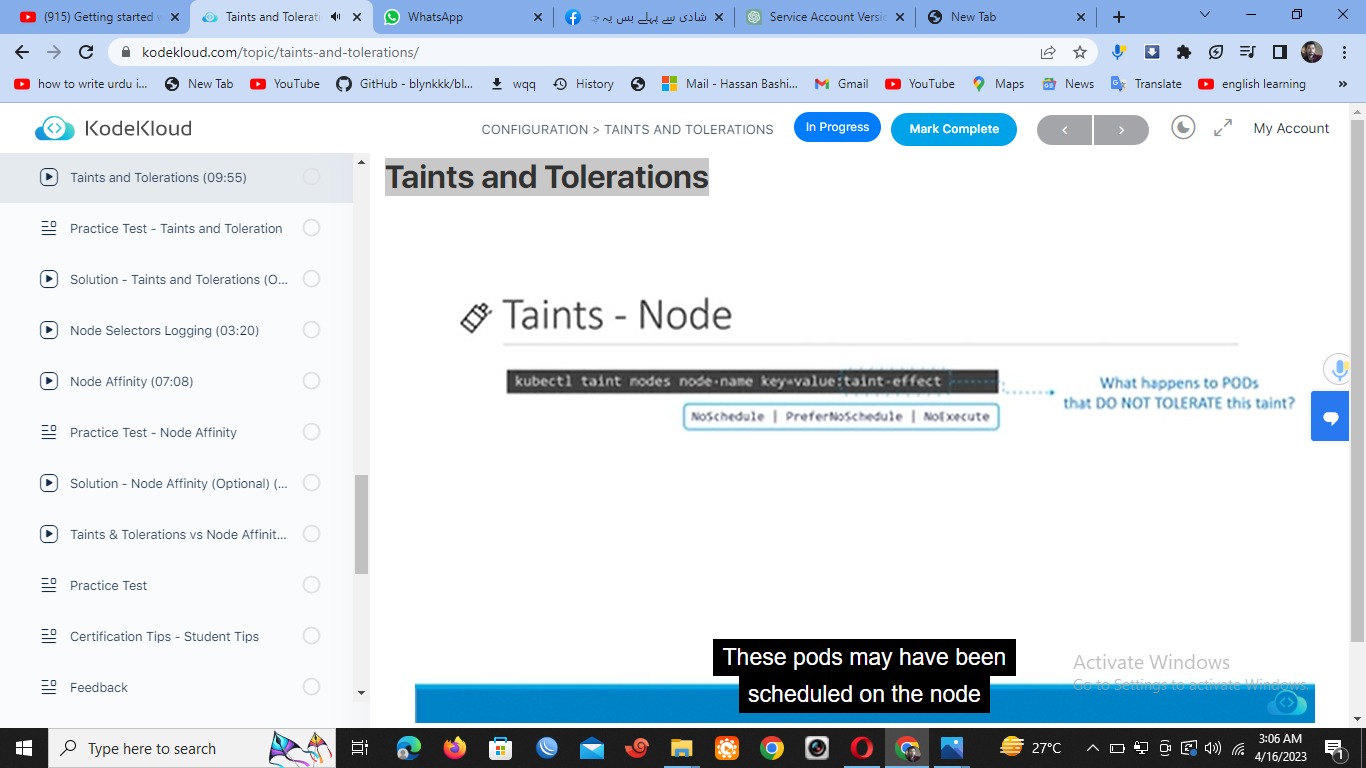 (915) Getting started w
Taints and Tolerati
WhatsApp
شادی سے پہلے بس یہ چ
Service Account Versio
New Tab
kodekloud.com/topic/taints-and-tolerations/
how to write urdu i...
New Tab
YouTube
GitHub - blynkkk/bl...
wqq
History
Mail - Hassan Bashi...
Gmail
YouTube
Maps
News
Translate
english learning
»
KodeKloud
CONFIGURATION > TAINTS AND TOLERATIONS
In Progress
Mark Complete
<
>
My Account
Taints and Tolerations (09:55)
Practice Test - Taints and Toleration
Solution - Taints and Tolerations (O...
Node Selectors Logging (03:20)
Node Affinity (07:08)
Practice Test - Node Affinity
Solution - Node Affinity (Optional) (...
Taints & Tolerations vs Node Affinit...
Practice Test
Certification Tips - Student Tips
Feedback
Taints and Tolerations
Taints - Node
kubectl taint nodes node-name key=value:taint-effect
NoSchedule | PreferNoSchedule | NoExecute
What happens to PODs
that DO NOT TOLERATE this taint?
These pods may have been
scheduled on the node
Activate Windows
Go to Settings to activate Windows.
Type here to search
27°C
3:06 AM
4/16/2023
1